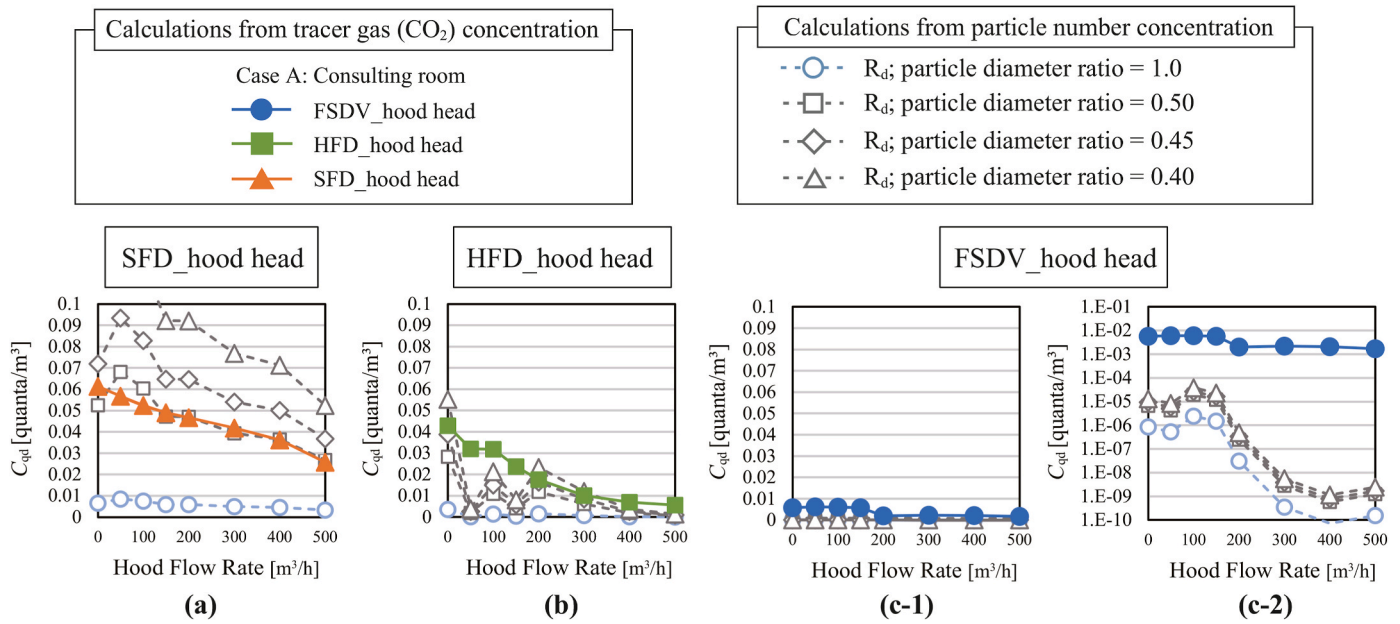 Calculations from tracer gas (CO₂) concentration
Case A: Consulting room
FSDV_hood head
HFD_hood head
SFD_hood head
Calculations from particle number concentration
R_d; particle diameter ratio = 1.0
R_d; particle diameter ratio = 0.50
R_d; particle diameter ratio = 0.45
R_d; particle diameter ratio = 0.40
SFD_hood head
HFD_hood head
FSDV_hood head
C_qd [quanta/m³]
0.1
0.09
0.08
0.07
0.06
0.05
0.04
0.03
0.02
0.01
0
0 100 200 300 400 500
Hood Flow Rate [m³/h]
(a)
C_qd [quanta/m³]
0.1
0.09
0.08
0.07
0.06
0.05
0.04
0.03
0.02
0.01
0
0 100 200 300 400 500
Hood Flow Rate [m³/h]
(b)
C_qd [quanta/m³]
0.1
0.09
0.08
0.07
0.06
0.05
0.04
0.03
0.02
0.01
0
0 100 200 300 400 500
Hood Flow Rate [m³/h]
(c-1)
C_qd [quanta/m³]
1.E-01
1.E-02
1.E-03
1.E-04
1.E-05
1.E-06
1.E-07
1.E-08
1.E-09
1.E-10
0 100 200 300 400 500
Hood Flow Rate [m³/h]
(c-2)